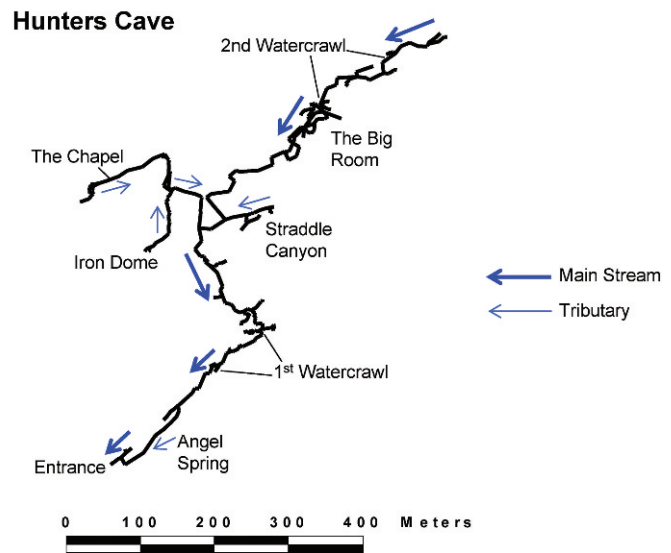 Hunters Cave
2nd Watercrawl
The Big
Room
The Chapel
Straddle
Canyon
Iron Dome
Main Stream
Tributary
1st Watercrawl
Angel
Spring
Entrance
0 100 200 300 400 Meters